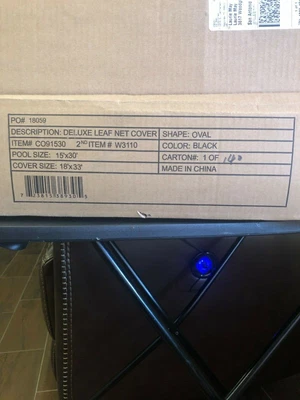 PO# 18059
DESCRIPTION: DELUXE LEAF NET COVER SHAPE: OVAL
ITEM# CO91530 2ND ITEM # W3110 COLOR: BLACK
POOL SIZE: 15'x30' CARTON#: 1 OF
COVER SIZE: 18'x33' MADE IN CHINA